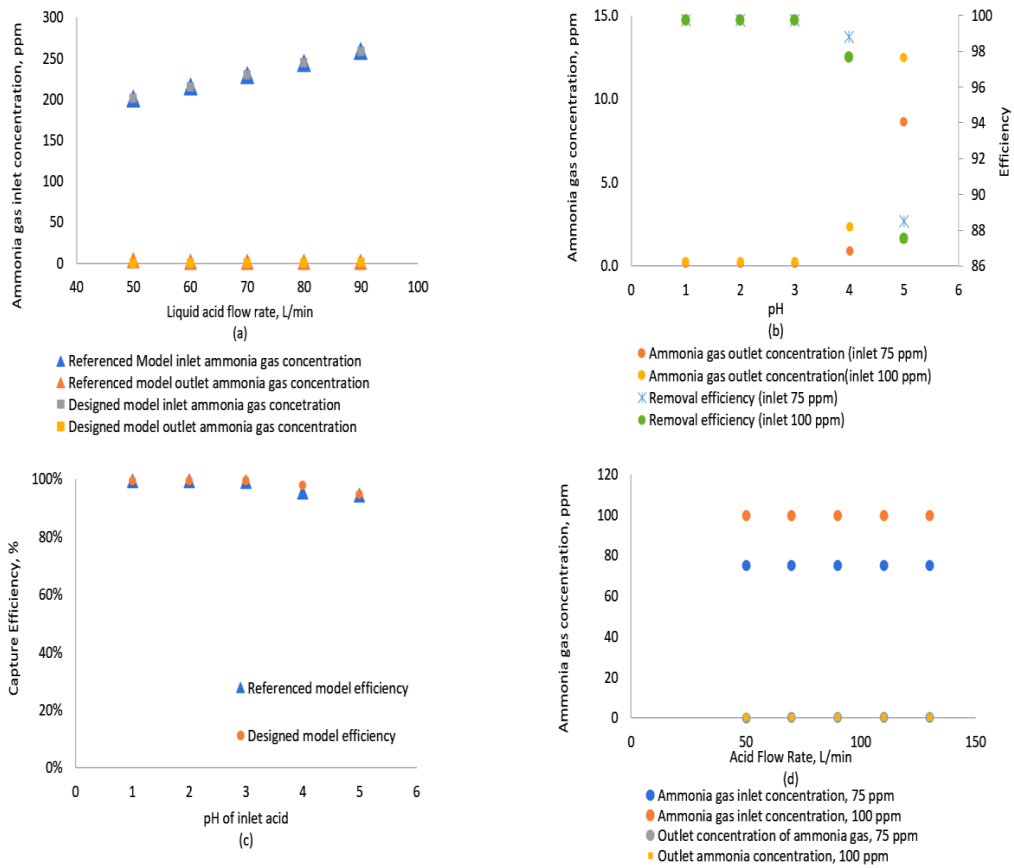 Ammonia gas inlet concentration, ppm
300
250
200
150
100
50
0
40 50 60 70 80 90 100
Liquid acid flow rate, L/min
(a)
Referenced Model inlet ammonia gas concentration
Referenced model outlet ammonia gas concentration
Designed model inlet ammonia gas concetration
Designed model outlet ammonia gas concentration
Ammonia gas concentration, ppm
15.0
10.0
5.0
0.0
100
98
96
94
92
90
88
86
Efficiency
0 1 2 3 4 5 6
pH
(b)
Ammonia gas outlet concentration (inlet 75 ppm)
Ammonia gas outlet concentration(inlet 100 ppm)
Removal efficiency (inlet 75 ppm)
Removal efficiency (inlet 100 ppm)
Capture Efficiency, %
100%
80%
60%
40%
20%
0%
Referenced model efficiency
Designed model efficiency
0 1 2 3 4 5 6
pH of inlet acid
(c)
Ammonia gas concentration, ppm
120
100
80
60
40
20
0
0 50 100 150
Acid Flow Rate, L/min
(d)
Ammonia gas inlet concentration, 75 ppm
Ammonia gas inlet concentration, 100 ppm
Outlet concentration of ammonia gas, 75 ppm
Outlet ammonia concentration, 100 ppm